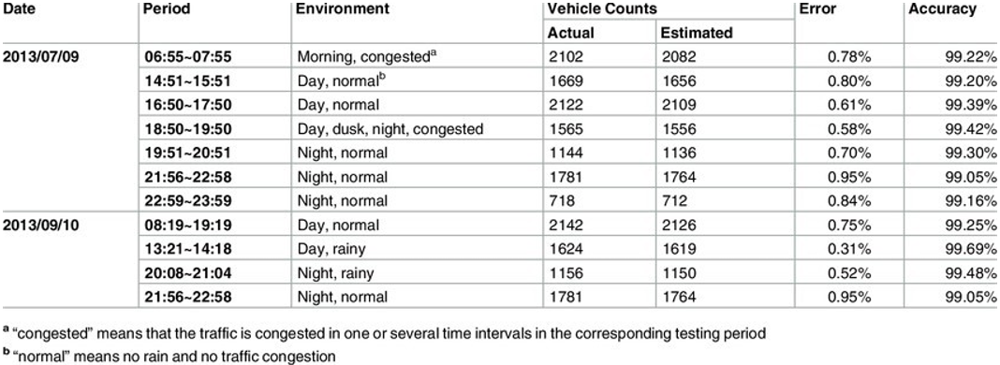 Date Period Environment Vehicle Counts Error Accuracy
Actual Estimated
2013/07/09 06:55~07:55 Morning, congestedᵃ 2102 2082 0.78% 99.22%
14:51~15:51 Day, normalᵇ 1669 1656 0.80% 99.20%
16:50~17:50 Day, normal 2122 2109 0.61% 99.39%
18:50~19:50 Day, dusk, night, congested 1565 1556 0.58% 99.42%
19:51~20:51 Night, normal 1144 1136 0.70% 99.30%
21:56~22:58 Night, normal 1781 1764 0.95% 99.05%
22:59~23:59 Night, normal 718 712 0.84% 99.16%
2013/09/10 08:19~19:19 Day, normal 2142 2126 0.75% 99.25%
13:21~14:18 Day, rainy 1624 1619 0.31% 99.69%
20:08~21:04 Night, rainy 1156 1150 0.52% 99.48%
21:56~22:58 Night, normal 1781 1764 0.95% 99.05%
ᵃ “congested” means that the traffic is congested in one or several time intervals in the corresponding testing period
ᵇ “normal” means no rain and no traffic congestion